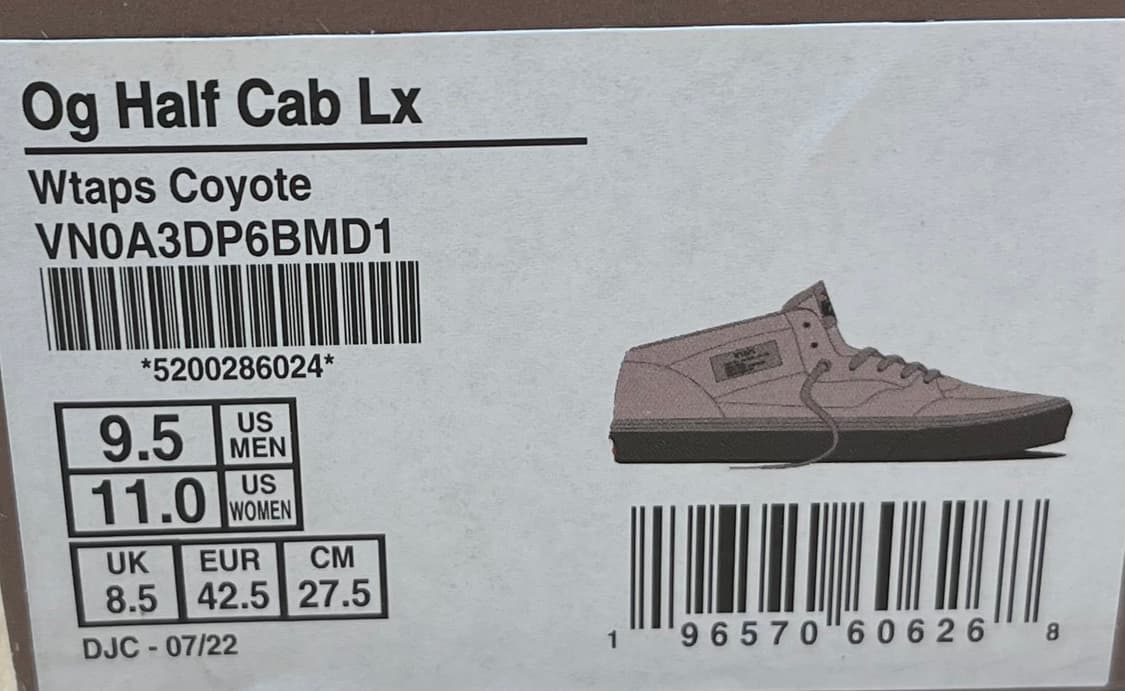 Og Half Cab Lx
Wtaps Coyote
VN0A3DP6BMD1
*5200286024*
9.5 US MEN
11.0 US WOMEN
UK EUR CM
8.5 42.5 27.5
DJC - 07/22
1 96570 60626 8